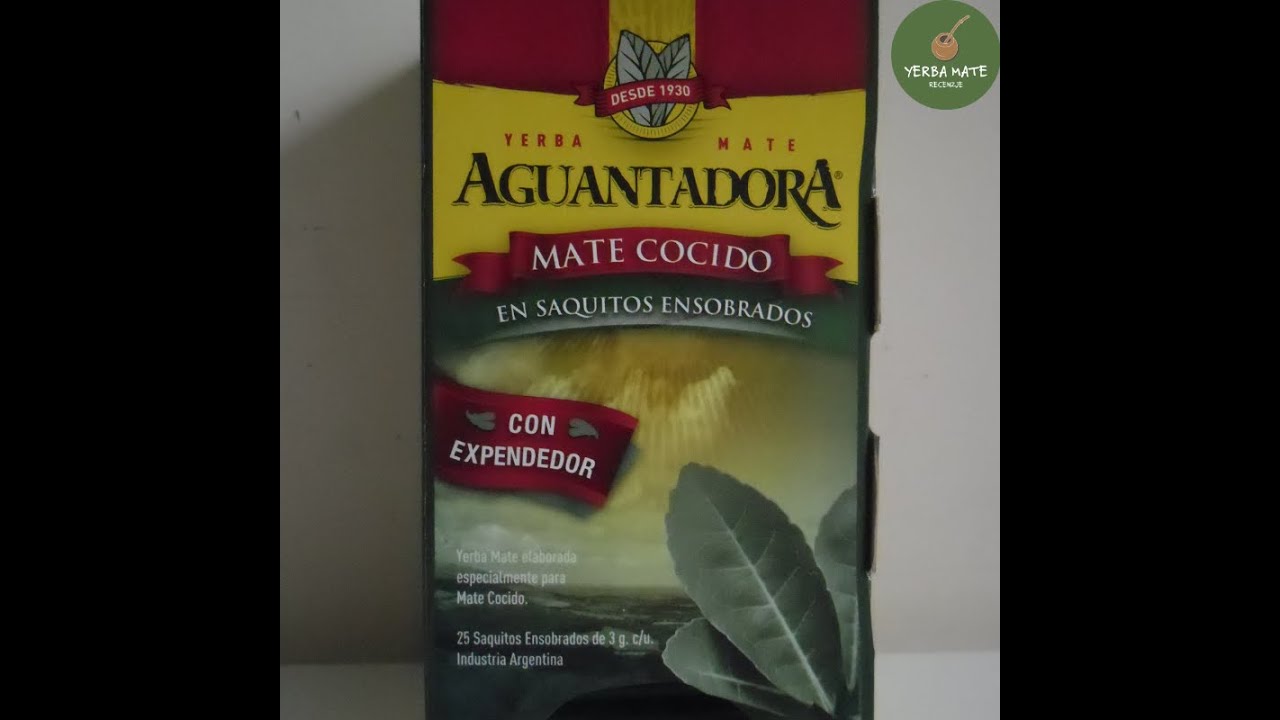 YERBA MATE
RECENZJE
DESDE 1930
YERBA MATE
AGUANTADORA®
MATE COCIDO
EN SAQUITOS ENSOBRADOS
CON
EXPENDEDOR
Yerba Mate elaborada
especialmente para
Mate Cocido.
25 Saquitos Ensobrados de 3 g. c/u.
Industria Argentina